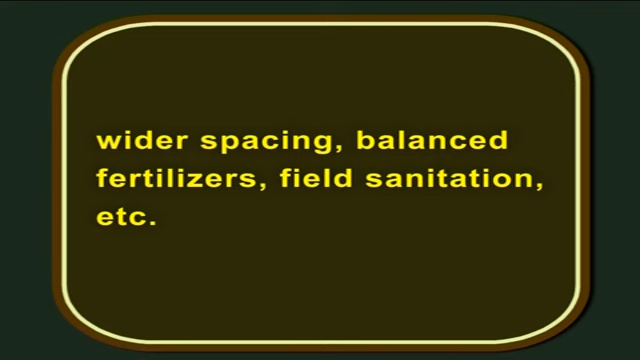 wider spacing, balanced
fertilizers, field sanitation,
etc.